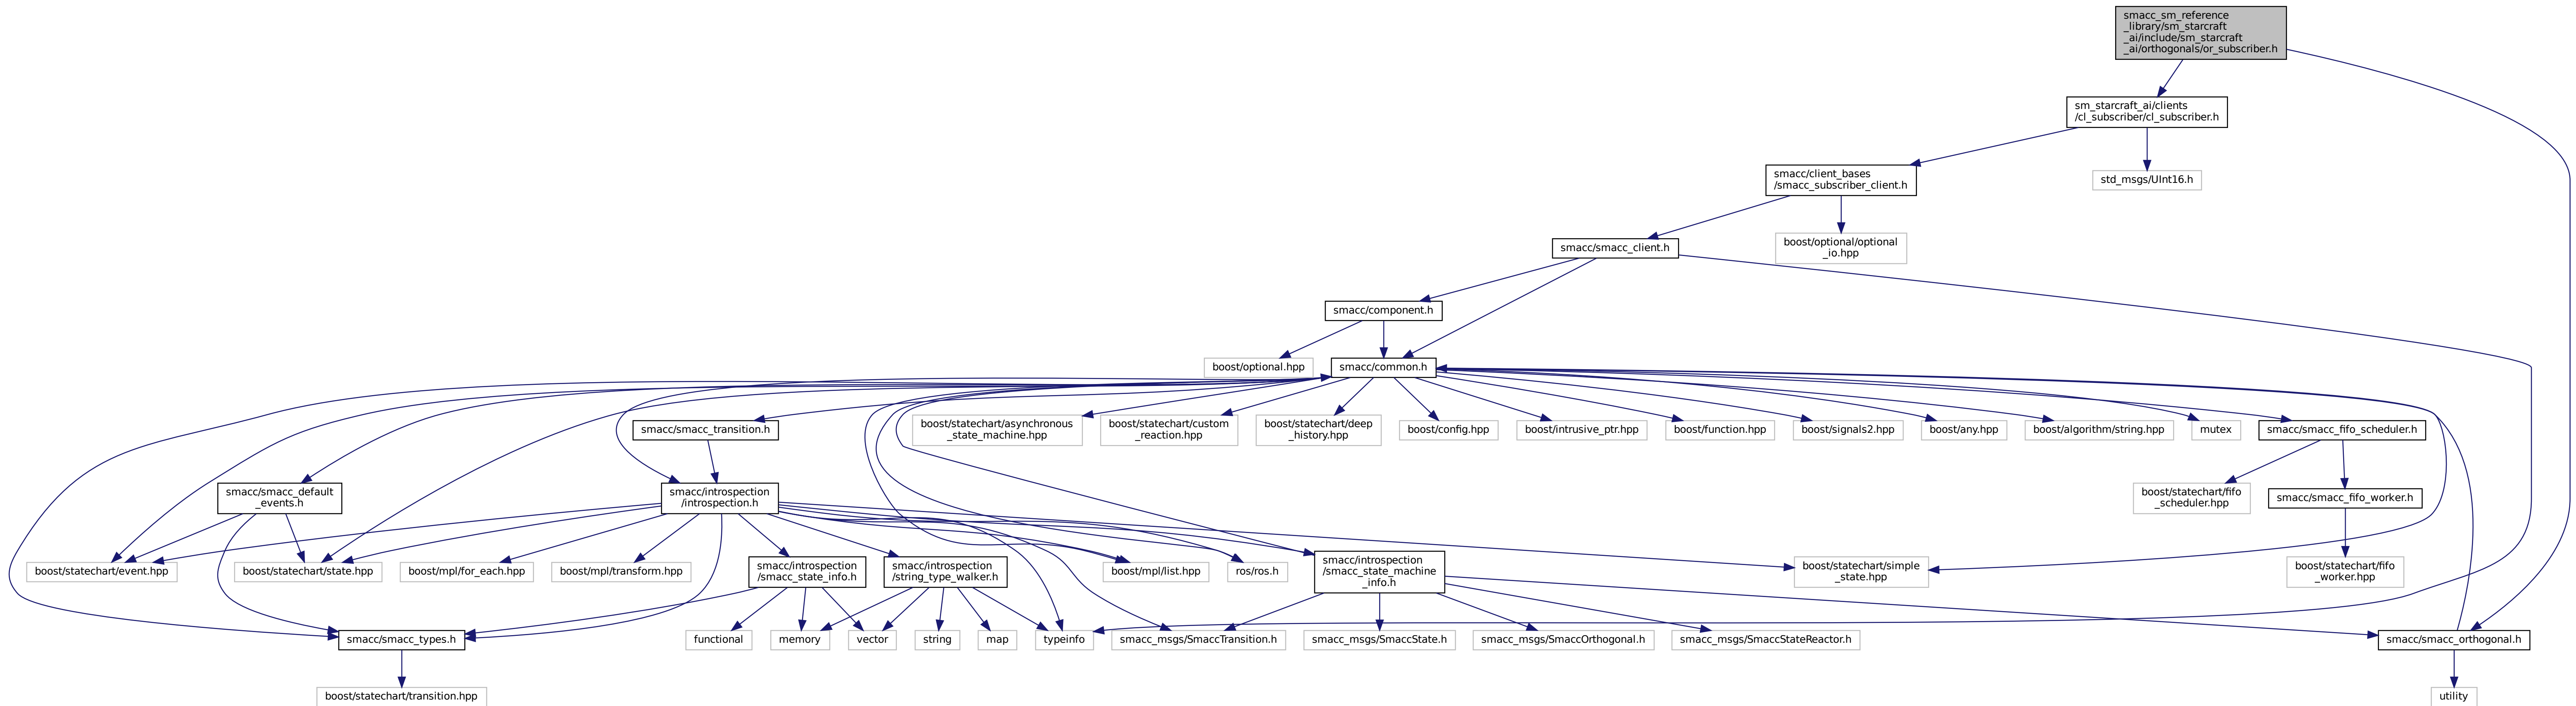 smacc_sm_reference
_library/sm_starcraft
_ai/include/sm_starcraft
_ai/orthogonals/or_subscriber.h
sm_starcraft_ai/clients
/cl_subscriber/cl_subscriber.h
smacc/client_bases
/smacc_subscriber_client.h
std_msgs/UInt16.h
smacc/smacc_client.h
boost/optional/optional
_io.hpp
smacc/component.h
boost/optional.hpp
smacc/common.h
smacc/smacc_transition.h
boost/statechart/asynchronous
_state_machine.hpp
boost/statechart/custom
_reaction.hpp
boost/statechart/deep
_history.hpp
boost/config.hpp
boost/intrusive_ptr.hpp
boost/function.hpp
boost/signals2.hpp
boost/any.hpp
boost/algorithm/string.hpp
mutex
smacc/smacc_fifo_scheduler.h
smacc/smacc_default
_events.h
smacc/introspection
/introspection.h
boost/statechart/fifo
_scheduler.hpp
smacc/smacc_fifo_worker.h
boost/statechart/event.hpp
boost/statechart/state.hpp
boost/mpl/for_each.hpp
boost/mpl/transform.hpp
smacc/introspection
/smacc_state_info.h
smacc/introspection
/string_type_walker.h
boost/mpl/list.hpp
ros/ros.h
smacc/introspection
/smacc_state_machine
_info.h
boost/statechart/simple
_state.hpp
boost/statechart/fifo
_worker.hpp
smacc/smacc_types.h
functional
memory
vector
string
map
typeinfo
smacc_msgs/SmaccTransition.h
smacc_msgs/SmaccState.h
smacc_msgs/SmaccOrthogonal.h
smacc_msgs/SmaccStateReactor.h
smacc/smacc_orthogonal.h
boost/statechart/transition.hpp
utility